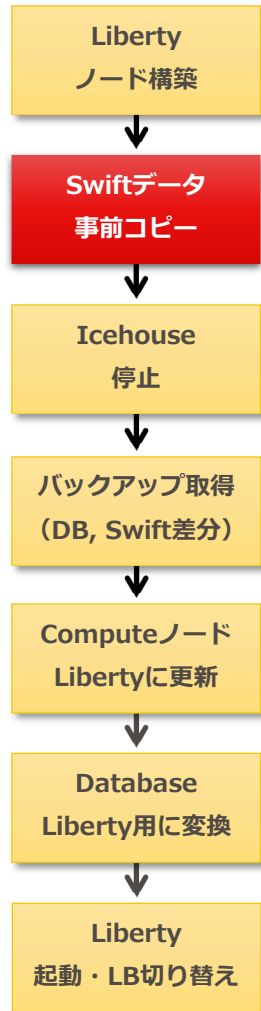 Liberty
ノード構築
Swiftデータ
事前コピー
Icehouse
停止
バックアップ取得
（DB, Swift差分）
Computeノード
Libertyに更新
Database
Liberty用に変換
Liberty
起動・LB切り替え